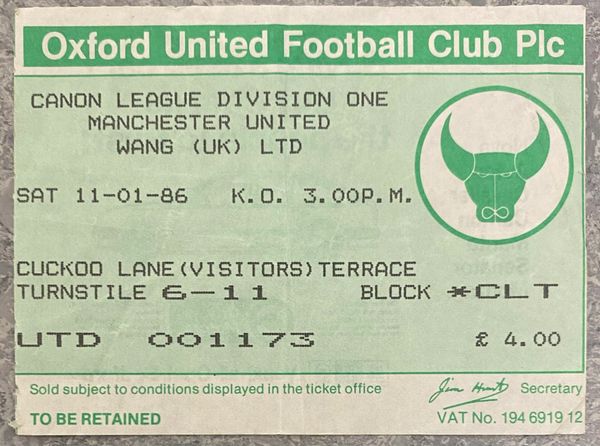 Oxford United Football Club Plc
CANON LEAGUE DIVISION ONE
MANCHESTER UNITED
WANG (UK) LTD
SAT 11-01-86 K.O. 3.00P.M.
CUCKOO LANE(VISITORS)TERRACE
TURNSTILE 6-11 BLOCK *CLT
UTD 001173 £ 4.00
Sold subject to conditions displayed in the ticket office Jim Hunt Secretary
TO BE RETAINED VAT No. 194 6919 12